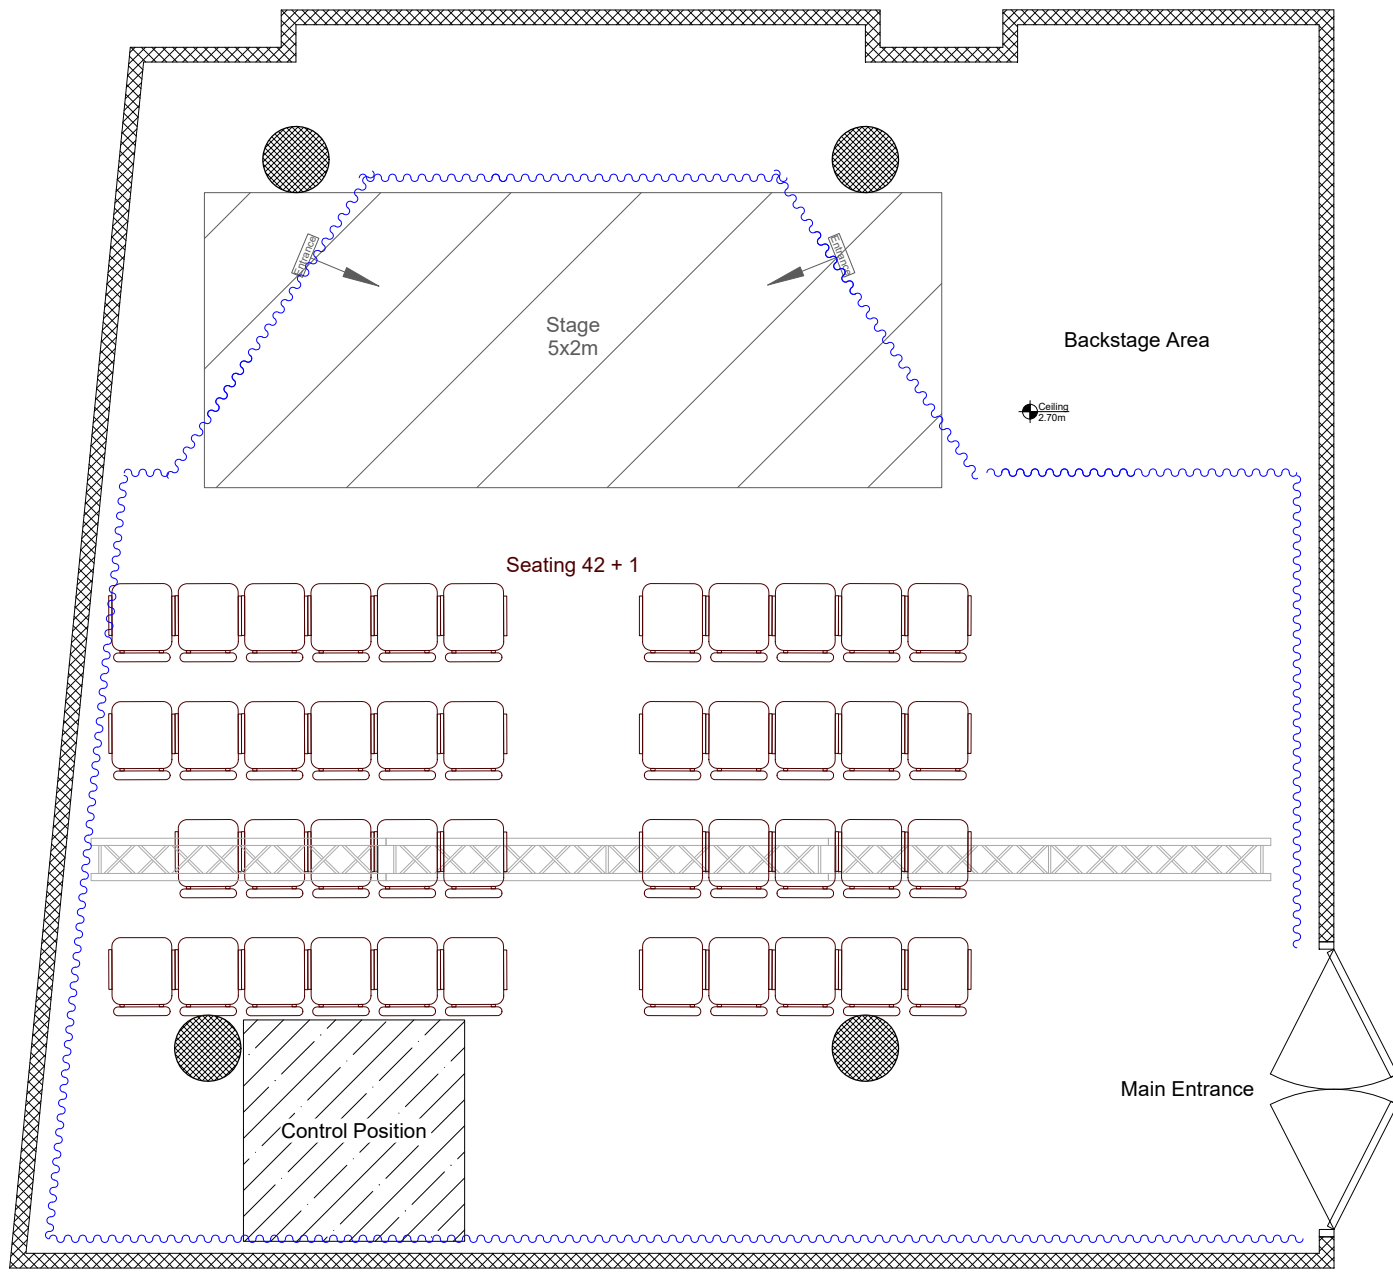 Entrance
Entrance
Stage
5x2m
Backstage Area
Ceiling
2.70m
Seating 42 + 1
Main Entrance
Control Position